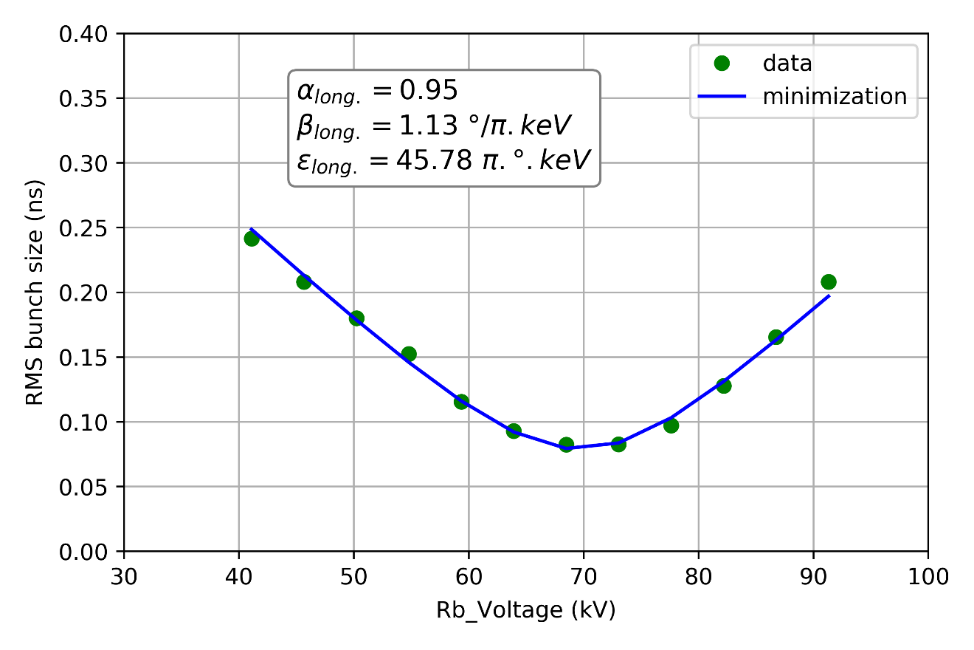 0.40
0.35
0.30
0.25
0.20
0.15
0.10
0.05
0.00
RMS bunch size (ns)
α_long. = 0.95
β_long. = 1.13 °/π.keV
ε_long. = 45.78 π.°.keV
data
minimization
30 40 50 60 70 80 90 100
Rb_Voltage (kV)